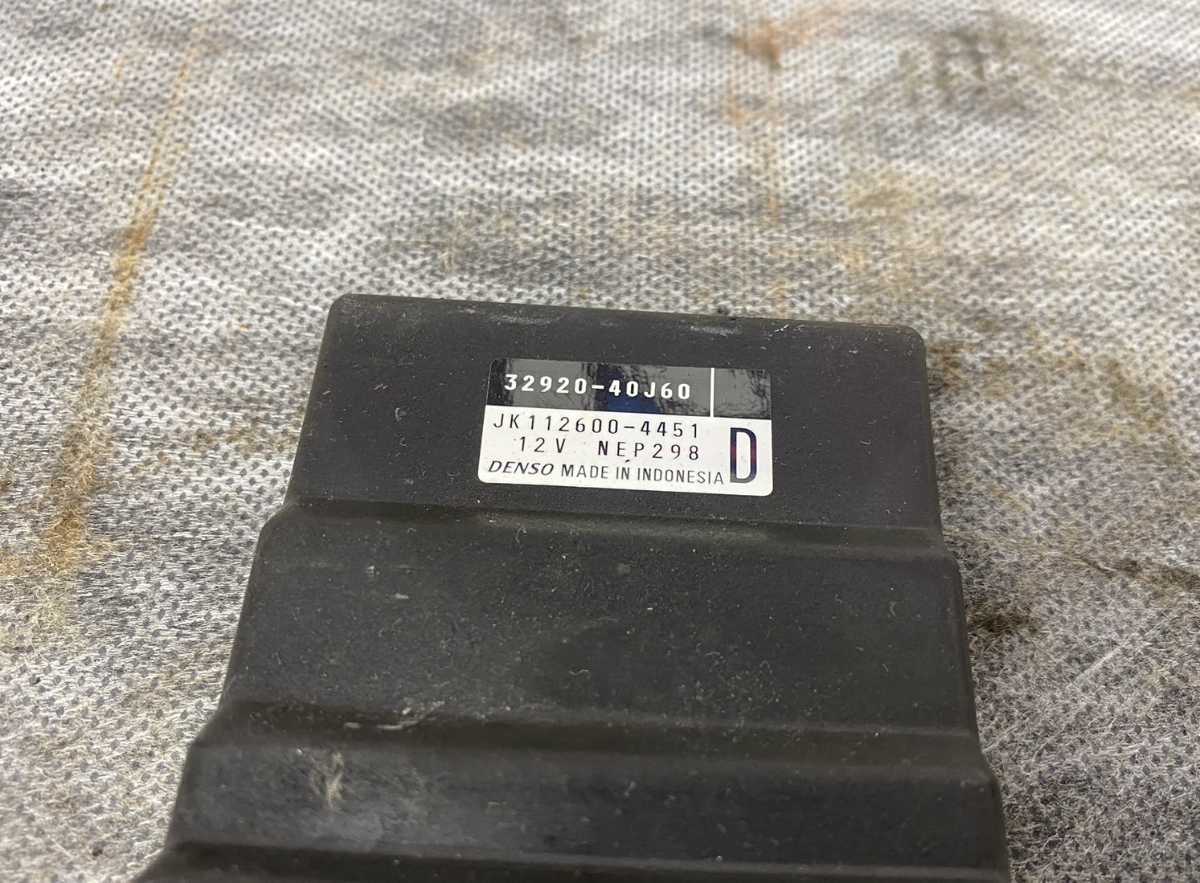 32920-40J60
JK112600-4451
12V NEP298
D
DENSO MADE IN INDONESIA